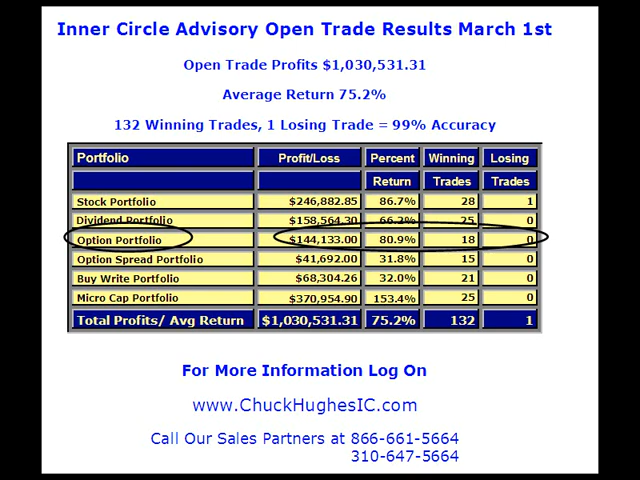 Inner Circle Advisory Open Trade Results March 1st
Open Trade Profits $1,030,531.31
Average Return 75.2%
132 Winning Trades, 1 Losing Trade = 99% Accuracy
Portfolio Profit/Loss Percent Winning Losing
Return Trades Trades
Stock Portfolio $246,882.85 86.7% 28 1
Dividend Portfolio $158,564.30 66.2% 25 0
Option Portfolio $144,133.00 80.9% 18 0
Option Spread Portfolio $41,692.00 31.8% 15 0
Buy Write Portfolio $68,304.26 32.0% 21 0
Micro Cap Portfolio $370,954.90 153.4% 25 0
Total Profits/ Avg Return $1,030,531.31 75.2% 132 1
For More Information Log On
www.ChuckHughesIC.com
Call Our Sales Partners at 866-661-5664
310-647-5664